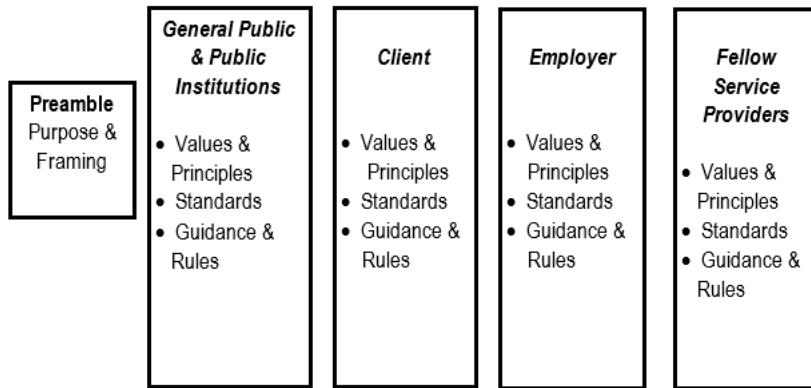 Preamble
Purpose &
Framing
General Public
& Public
Institutions
• Values &
Principles
• Standards
• Guidance &
Rules
Client
• Values &
Principles
• Standards
• Guidance &
Rules
Employer
• Values &
Principles
• Standards
• Guidance &
Rules
Fellow
Service
Providers
• Values &
Principles
• Standards
• Guidance &
Rules